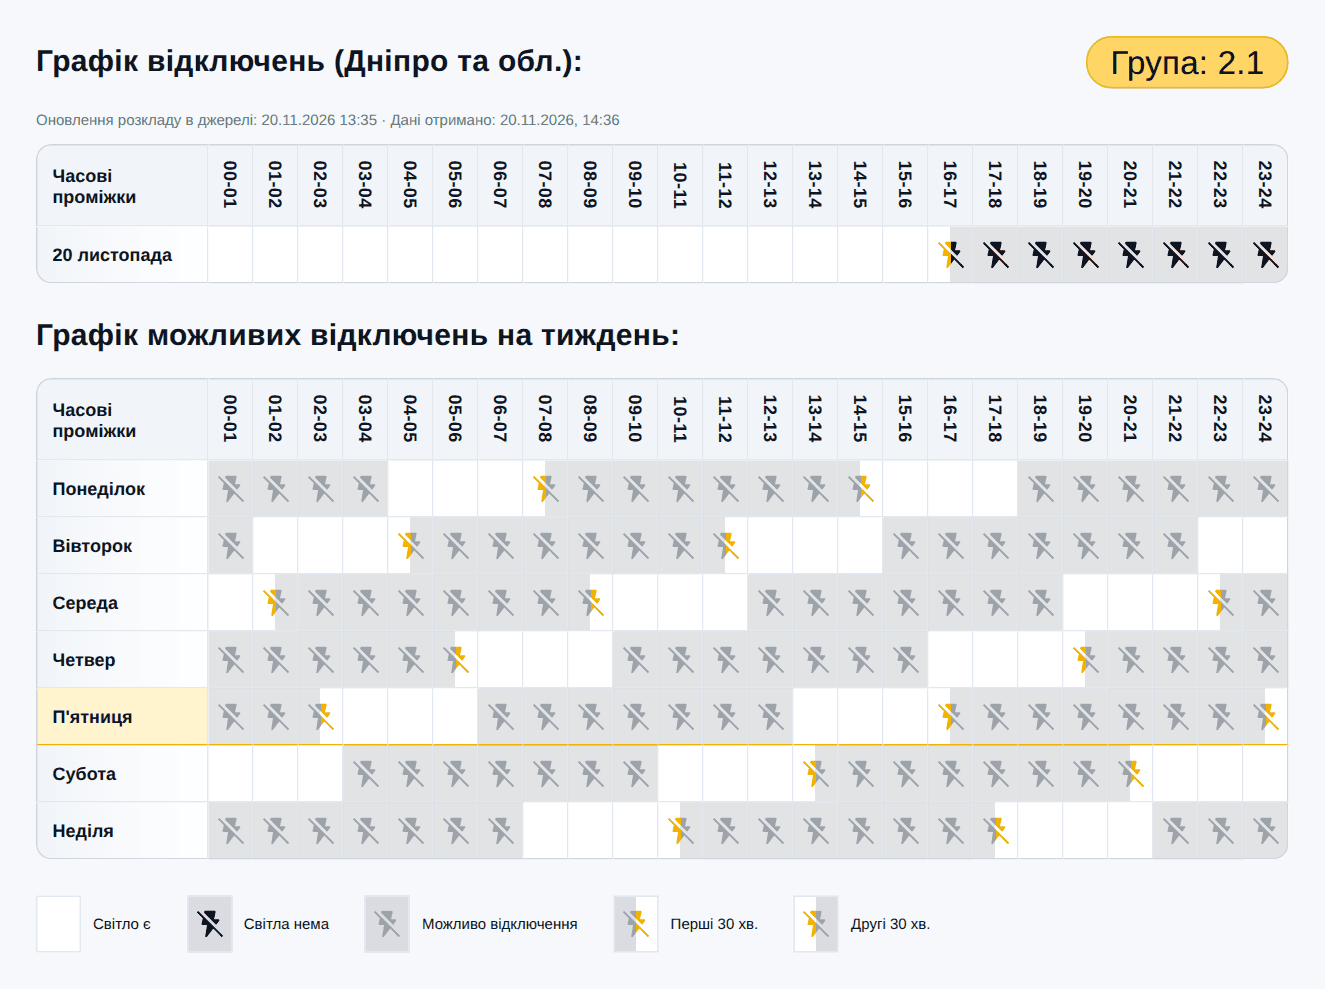 Графік відключень (Дніпро та обл.):
Група: 2.1
Оновлення розкладу в джерелі: 20.11.2026 13:35 · Дані отримано: 20.11.2026, 14:36
Часові проміжки 00-01 01-02 02-03 03-04 04-05 05-06 06-07 07-08 08-09 09-10 10-11 11-12 12-13 13-14 14-15 15-16 16-17 17-18 18-19 19-20 20-21 21-22 22-23 23-24
20 листопада
Графік можливих відключень на тиждень:
Часові проміжки 00-01 01-02 02-03 03-04 04-05 05-06 06-07 07-08 08-09 09-10 10-11 11-12 12-13 13-14 14-15 15-16 16-17 17-18 18-19 19-20 20-21 21-22 22-23 23-24
Понеділок
Вівторок
Середа
Четвер
П'ятниця
Субота
Неділя
Світло є Світла нема Можливо відключення Перші 30 хв. Другі 30 хв.